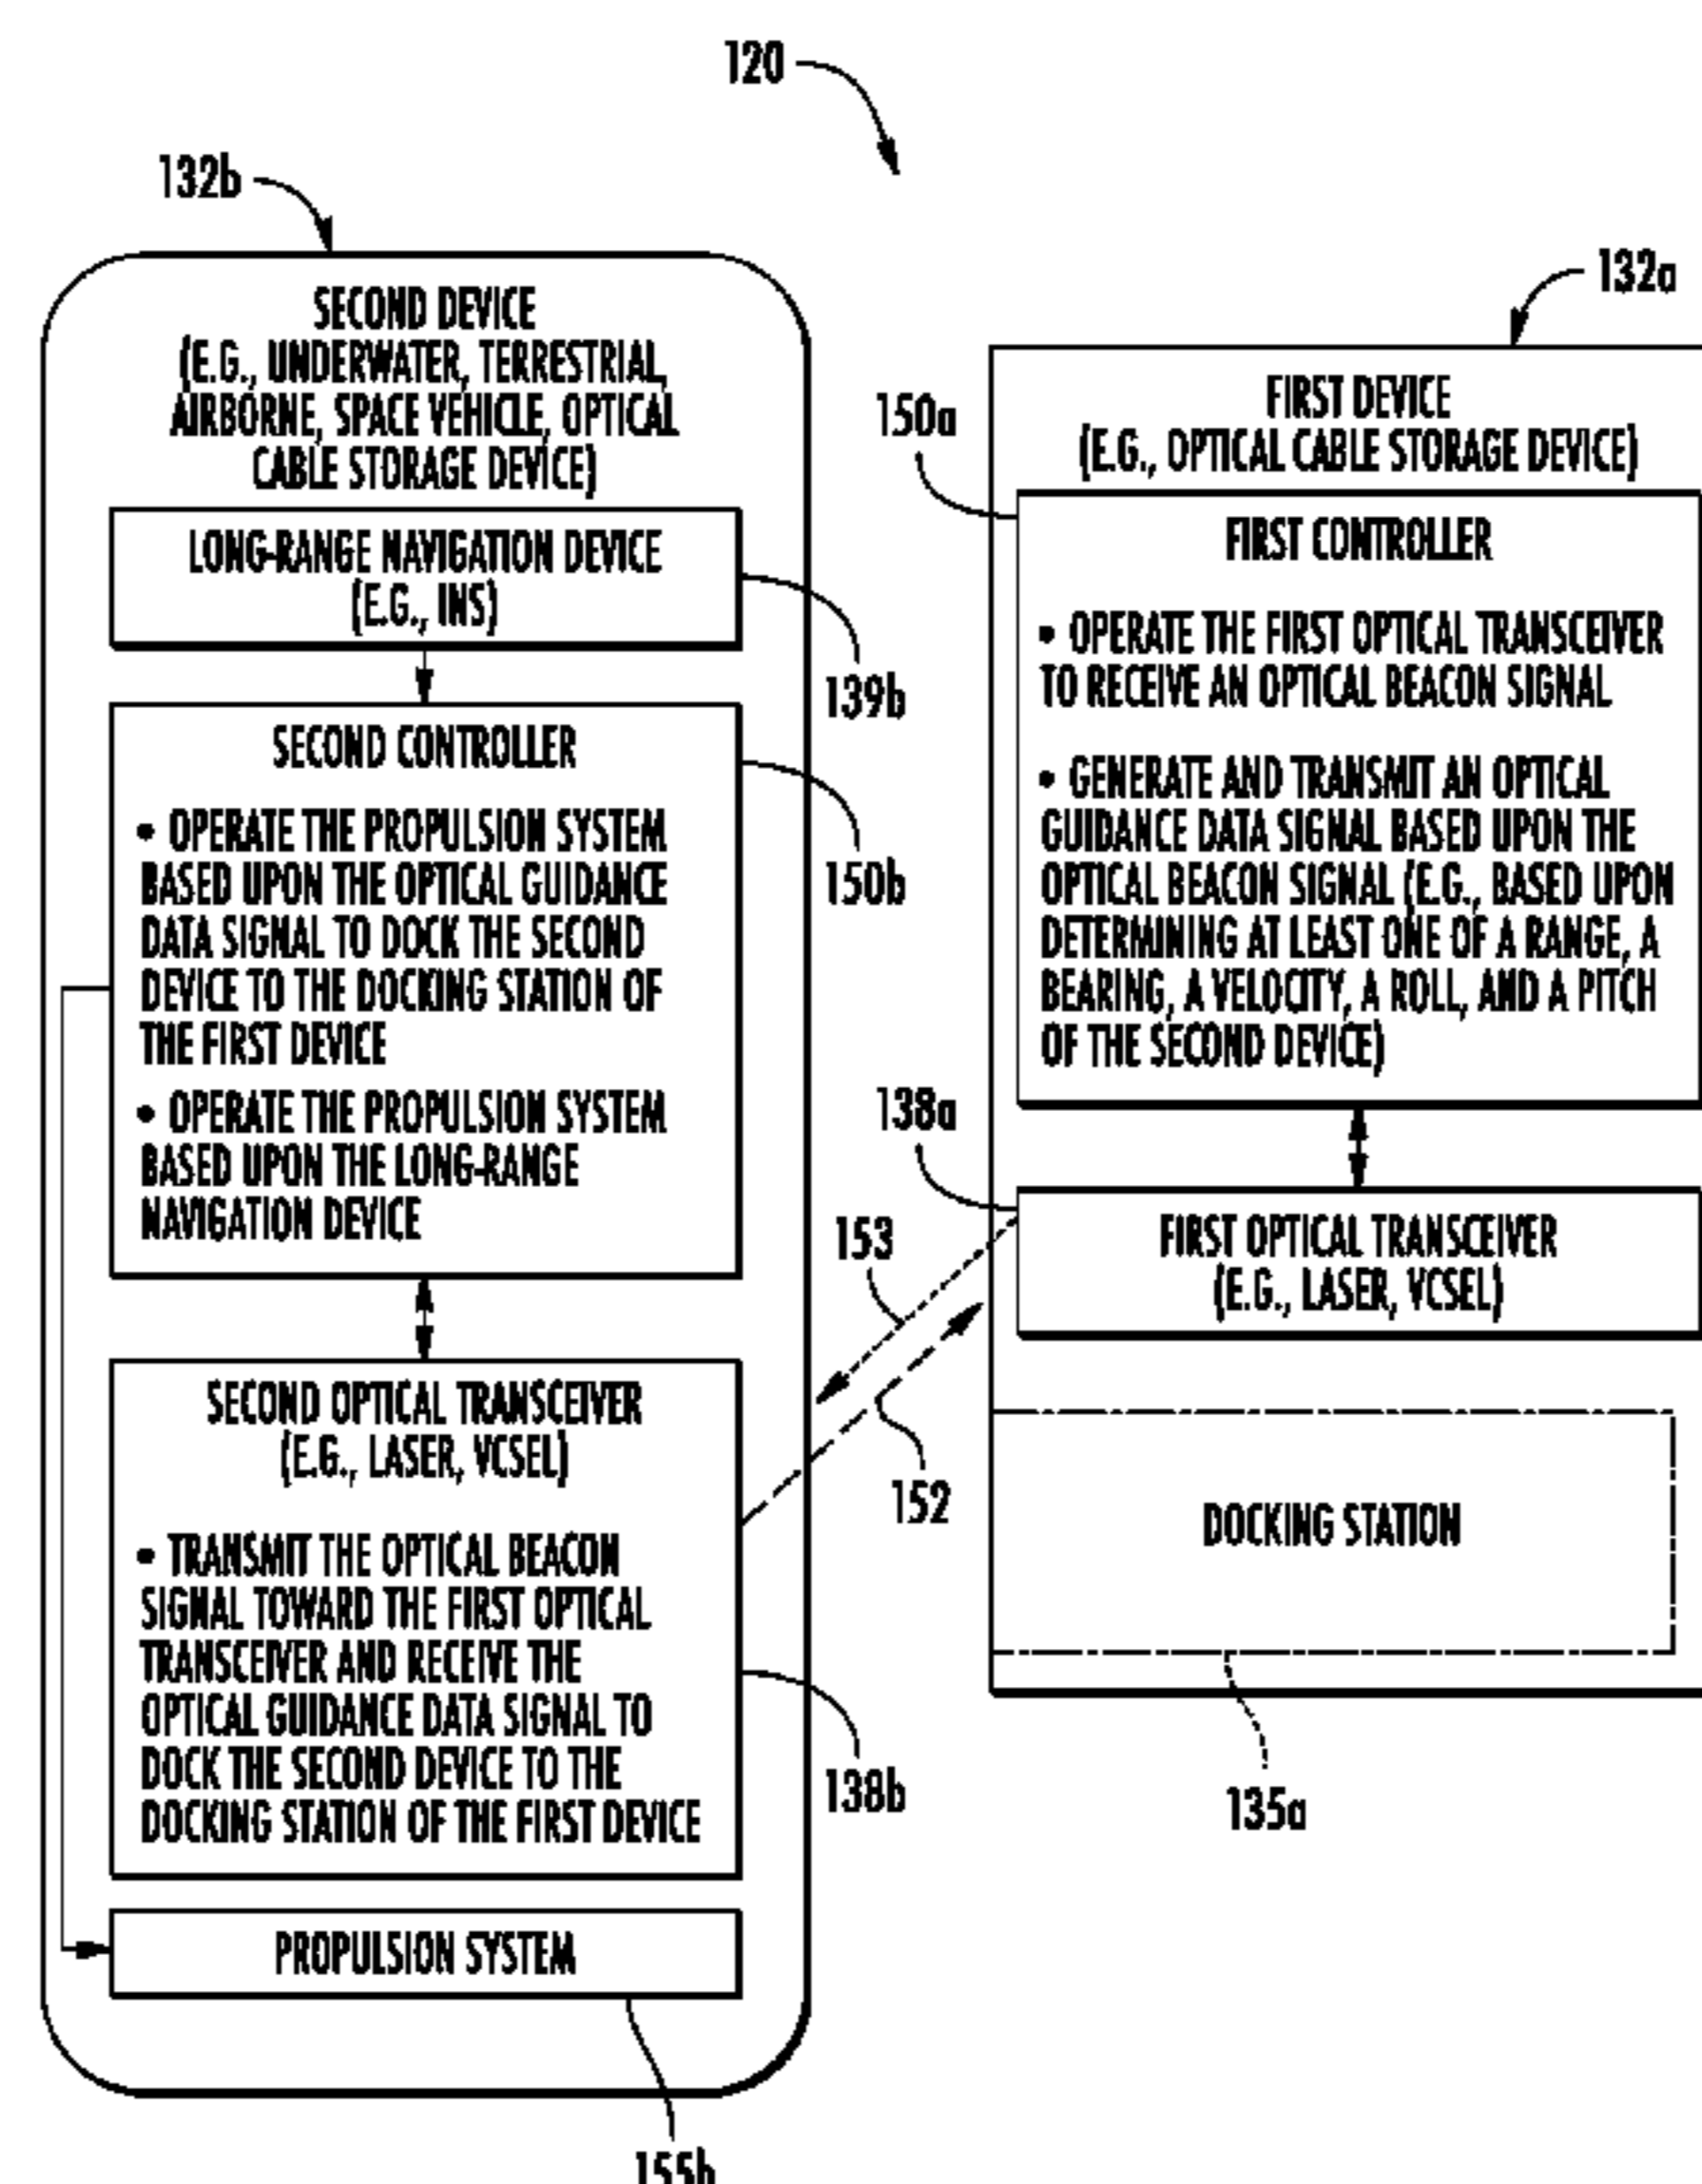 120
132b
SECOND DEVICE
(E.G., UNDERWATER, TERRESTRIAL,
AIRBORNE, SPACE VEHICLE, OPTICAL
CABLE STORAGE DEVICE)
LONG-RANGE NAVIGATION DEVICE
(E.G., INS)
139b
SECOND CONTROLLER
150b
• OPERATE THE PROPULSION SYSTEM
BASED UPON THE OPTICAL GUIDANCE
DATA SIGNAL TO DOCK THE SECOND
DEVICE TO THE DOCKING STATION OF
THE FIRST DEVICE
• OPERATE THE PROPULSION SYSTEM
BASED UPON THE LONG-RANGE
NAVIGATION DEVICE
SECOND OPTICAL TRANSCEIVER
(E.G., LASER, VCSEL)
• TRANSMIT THE OPTICAL BEACON
SIGNAL TOWARD THE FIRST OPTICAL
TRANSCEIVER AND RECEIVE THE
OPTICAL GUIDANCE DATA SIGNAL TO
DOCK THE SECOND DEVICE TO THE
DOCKING STATION OF THE FIRST DEVICE
138b
PROPULSION SYSTEM
155b
153
152
132a
FIRST DEVICE
(E.G., OPTICAL CABLE STORAGE DEVICE)
150a
FIRST CONTROLLER
• OPERATE THE FIRST OPTICAL TRANSCEIVER
TO RECEIVE AN OPTICAL BEACON SIGNAL
• GENERATE AND TRANSMIT AN OPTICAL
GUIDANCE DATA SIGNAL BASED UPON THE
OPTICAL BEACON SIGNAL (E.G., BASED UPON
DETERMINING AT LEAST ONE OF A RANGE, A
BEARING, A VELOCITY, A ROLL, AND A PITCH
OF THE SECOND DEVICE)
138a
FIRST OPTICAL TRANSCEIVER
(E.G., LASER, VCSEL)
DOCKING STATION
135a